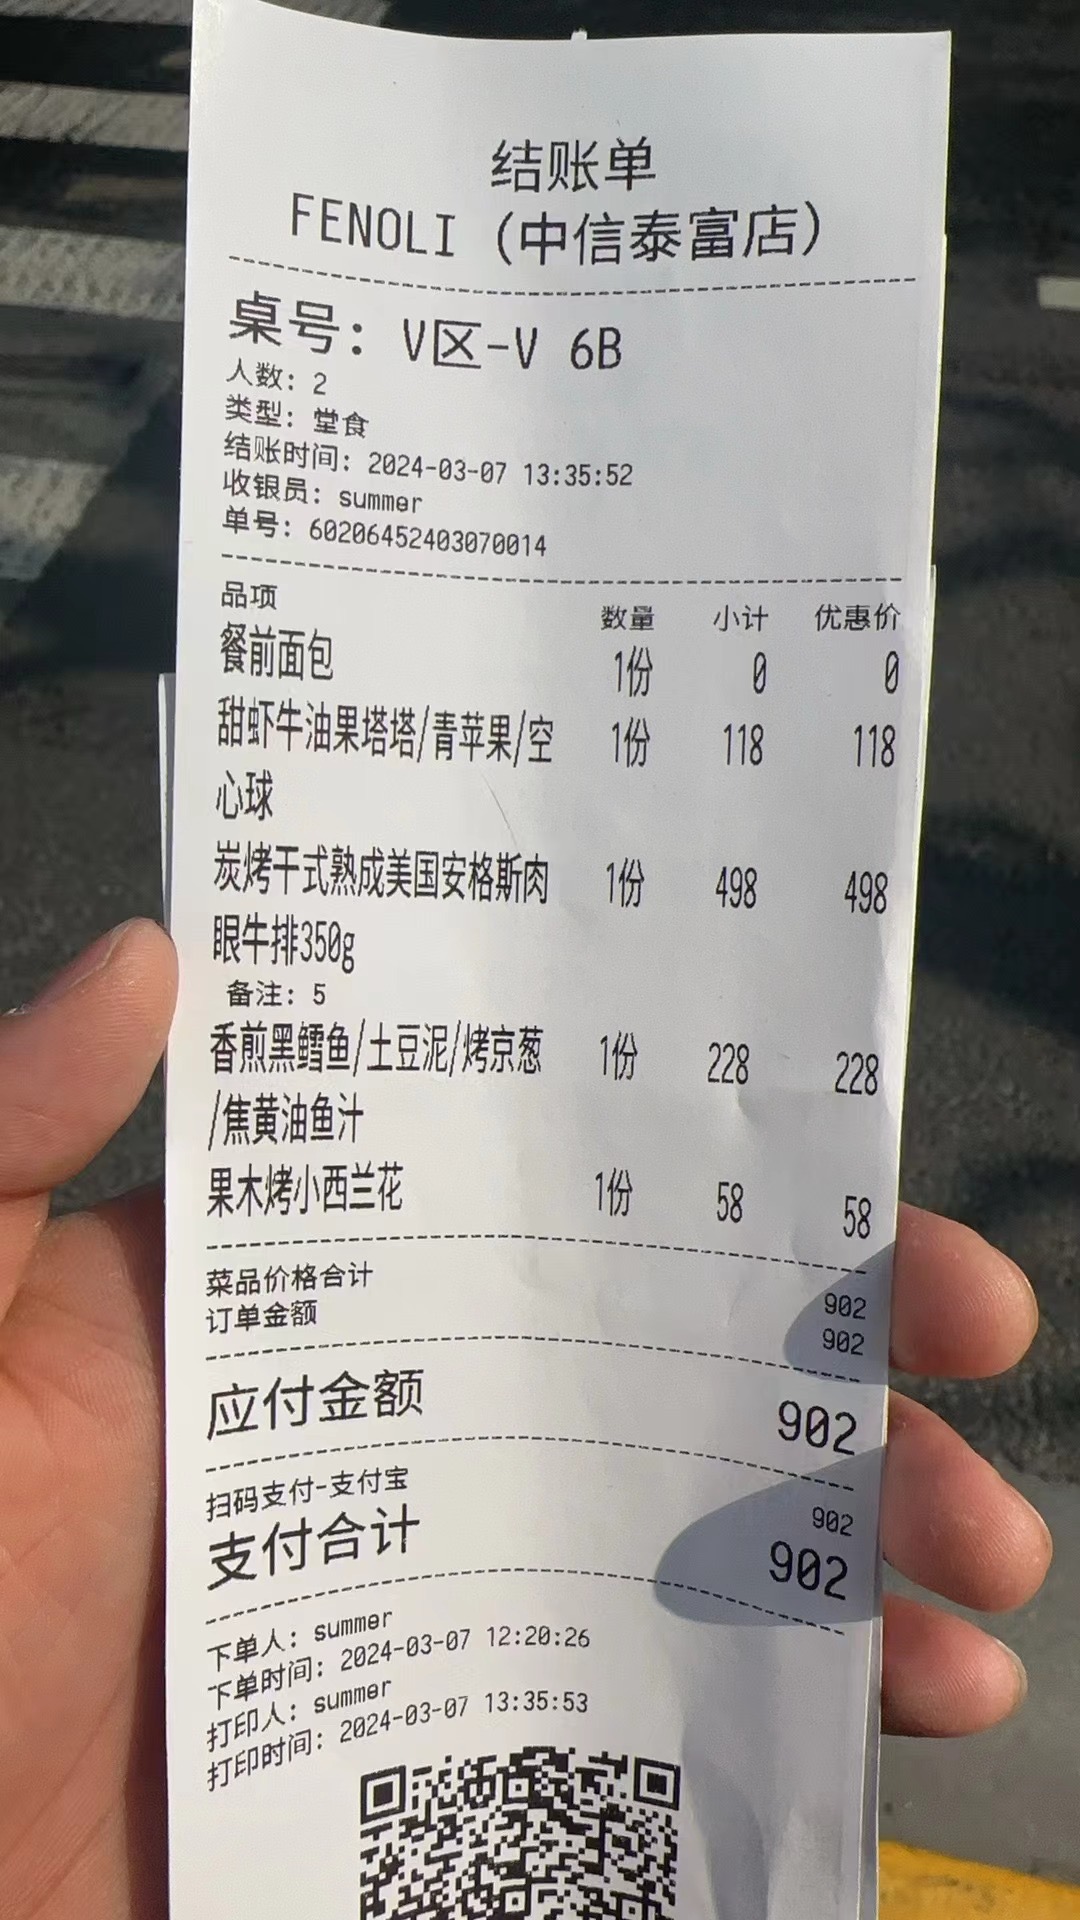 结账单
FENOLI (中信泰富店)
桌号: V区-V 6B
人数: 2
类型: 堂食
结账时间: 2024-03-07 13:35:52
收银员: summer
单号: 60206452403070014
品项 数量 小计 优惠价
餐前面包 1份 0 0
甜虾牛油果塔塔/青苹果/空 1份 118 118
心球
炭烤干式熟成美国安格斯肉 1份 498 498
眼牛排350g
备注: 5
香煎黑鳕鱼/土豆泥/烤京葱 1份 228 228
/焦黄油鱼汁
果木烤小西兰花 1份 58 58
菜品价格合计 902
订单金额 902
应付金额 902
扫码支付-支付宝 902
支付合计 902
下单人: summer
下单时间: 2024-03-07 12:20:26
打印人: summer
打印时间: 2024-03-07 13:35:53